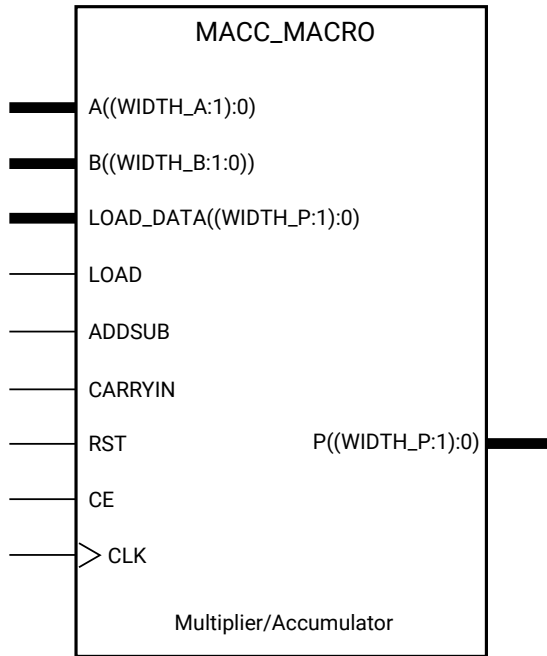 MACC_MACRO
A((WIDTH_A:1):0)
B((WIDTH_B:1:0))
LOAD_DATA((WIDTH_P:1):0)
LOAD
ADDSUB
CARRYIN
RST
P((WIDTH_P:1):0)
CE
CLK
Multiplier/Accumulator